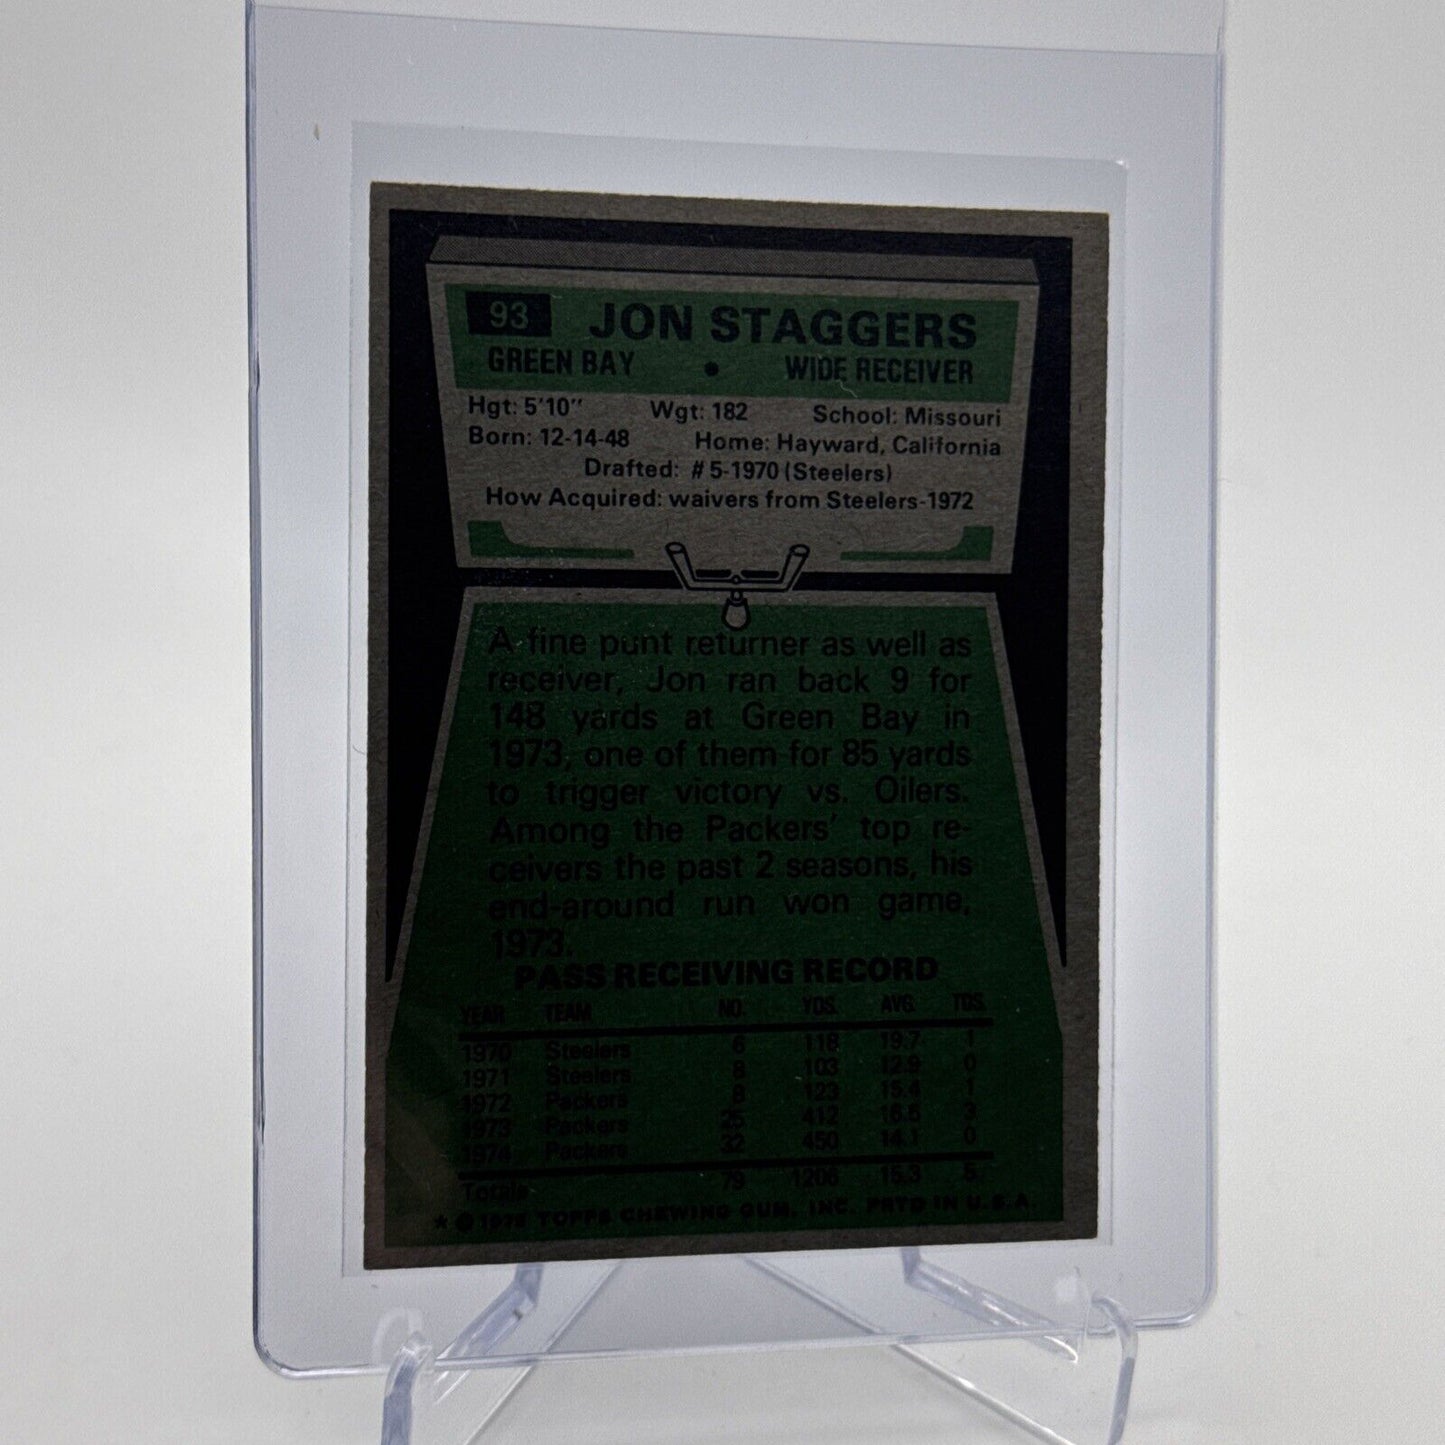 93 JON STAGGERS
GREEN BAY • WIDE RECEIVER
Hgt: 5'10" Wgt: 182 School: Missouri
Born: 12-14-48 Home: Hayward, California
Drafted: #5-1970 (Steelers)
How Acquired: waivers from Steelers-1972
A fine punt returner as well as
receiver, Jon ran back 9 for
148 yards at Green Bay in
1973, one of them for 85 yards
to trigger victory vs. Oilers.
Among the Packers' top re-
ceivers the past 2 seasons, his
end-around run won game,
1973.
PASS RECEIVING RECORD
YEAR TEAM NO. YDS. AVG. TDS.
1970 Steelers 6 118 19.7 1
1971 Steelers 8 103 12.9 0
1972 Packers 8 123 15.4 1
1973 Packers 25 412 16.5 3
1974 Packers 32 450 14.1 0
Totals 79 1206 15.3 5
★ © 1975 TOPPS CHEWING GUM, INC. PRTD IN U.S.A.